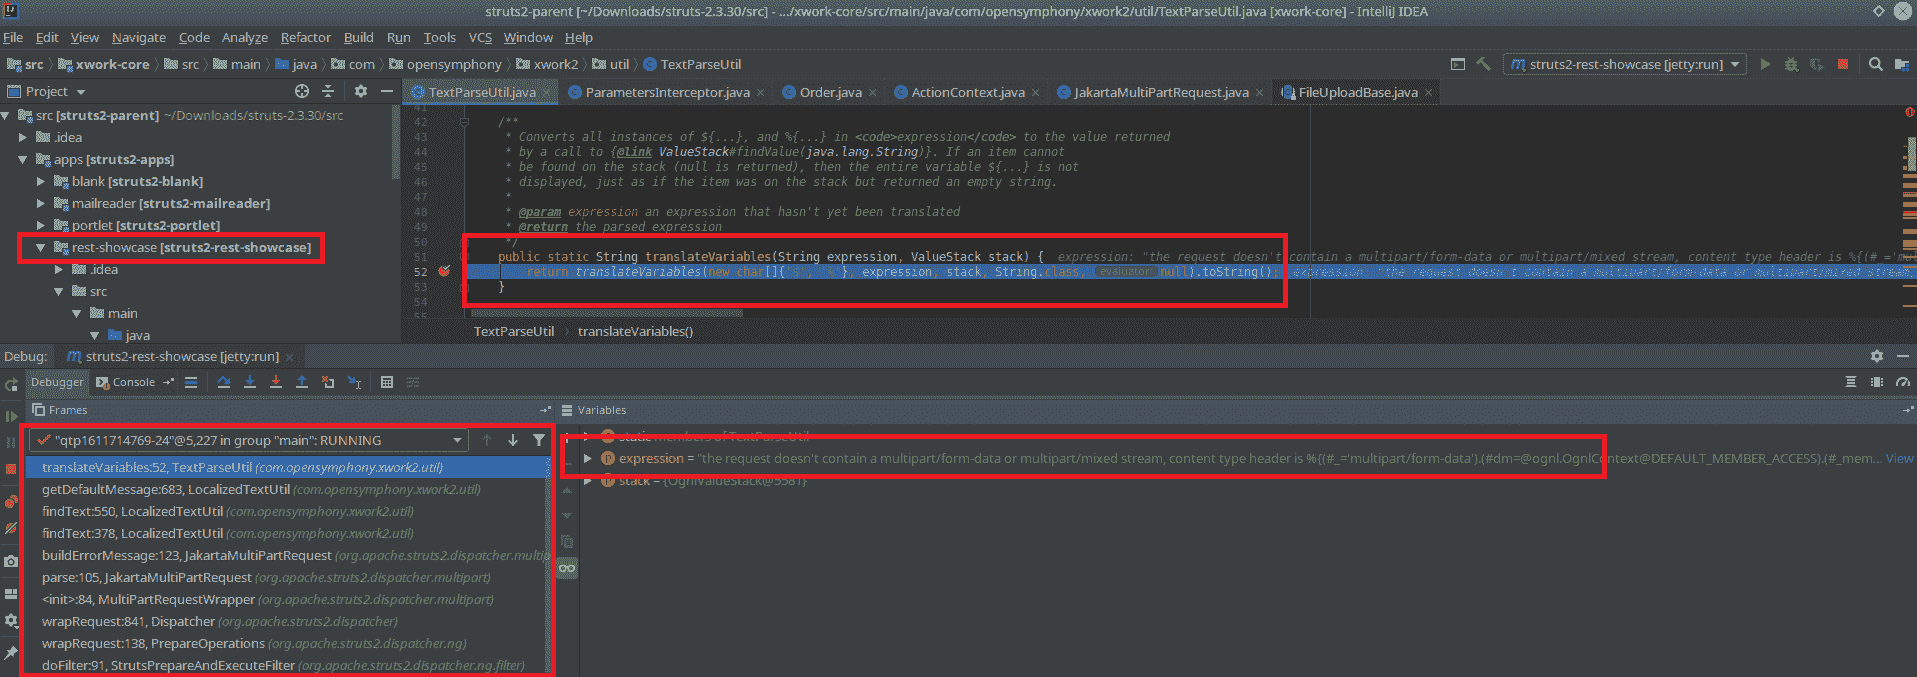 struts2-parent [~/Downloads/struts-2.3.30/src] - .../xwork-core/src/main/java/com/opensymphony/xwork2/util/TextParseUtil.java [xwork-core] - IntelliJ IDEA
File Edit View Navigate Code Analyze Refactor Build Run Tools VCS Window Help
src xwork-core src main java com opensymphony xwork2 util TextParseUtil
struts2-rest-showcase [jetty:run]
Project
TextParseUtil.java ParametersInterceptor.java Order.java ActionContext.java JakartaMultiPartRequest.java FileUploadBase.java
src [struts2-parent] ~/Downloads/struts-2.3.30/src
.idea
apps [struts2-apps]
blank [struts2-blank]
mailreader [struts2-mailreader]
portlet [struts2-portlet]
rest-showcase [struts2-rest-showcase]
.idea
src
main
java
41
42 /**
43 * Converts all instances of ${...}, and %{...} in <code>expression</code> to the value returned
44 * by a call to {@link ValueStack#findValue(java.lang.String)}. If an item cannot
45 * be found on the stack (null is returned), then the entire variable ${...} is not
46 * displayed, just as if the item was on the stack but returned an empty string.
47 *
48 * @param expression an expression that hasn't yet been translated
49 * @return the parsed expression
50 */
51 public static String translateVariables(String expression, ValueStack stack) { expression: "the request doesn't contain a multipart/form-data or multipart/mixed stream, content type header is %{(#_='mul
52 return translateVariables(new char[]{'$', '%'}, expression, stack, String.class, evaluator: null).toString(); expression: "the request doesn't contain a multipart/form-data or multipart/mixed stream,
53 }
54
55
TextParseUtil translateVariables()
Debug: struts2-rest-showcase [jetty:run]
Debugger Console
Frames
"qtp1611714769-24"@5,227 in group "main": RUNNING
translateVariables:52, TextParseUtil (com.opensymphony.xwork2.util)
getDefaultMessage:683, LocalizedTextUtil (com.opensymphony.xwork2.util)
findText:550, LocalizedTextUtil (com.opensymphony.xwork2.util)
findText:378, LocalizedTextUtil (com.opensymphony.xwork2.util)
buildErrorMessage:123, JakartaMultiPartRequest (org.apache.struts2.dispatcher.multip
parse:105, JakartaMultiPartRequest (org.apache.struts2.dispatcher.multipart)
<init>:84, MultiPartRequestWrapper (org.apache.struts2.dispatcher.multipart)
wrapRequest:841, Dispatcher (org.apache.struts2.dispatcher)
wrapRequest:138, PrepareOperations (org.apache.struts2.dispatcher.ng)
doFilter:91, StrutsPrepareAndExecuteFilter (org.apache.struts2.dispatcher.ng.filter)
Variables
static members of TextParseUtil
expression = "the request doesn't contain a multipart/form-data or multipart/mixed stream, content type header is %{(#_='multipart/form-data').(#dm=@ognl.OgnlContext@DEFAULT_MEMBER_ACCESS).(#_mem... View
stack = {OgnlValueStack@5581}